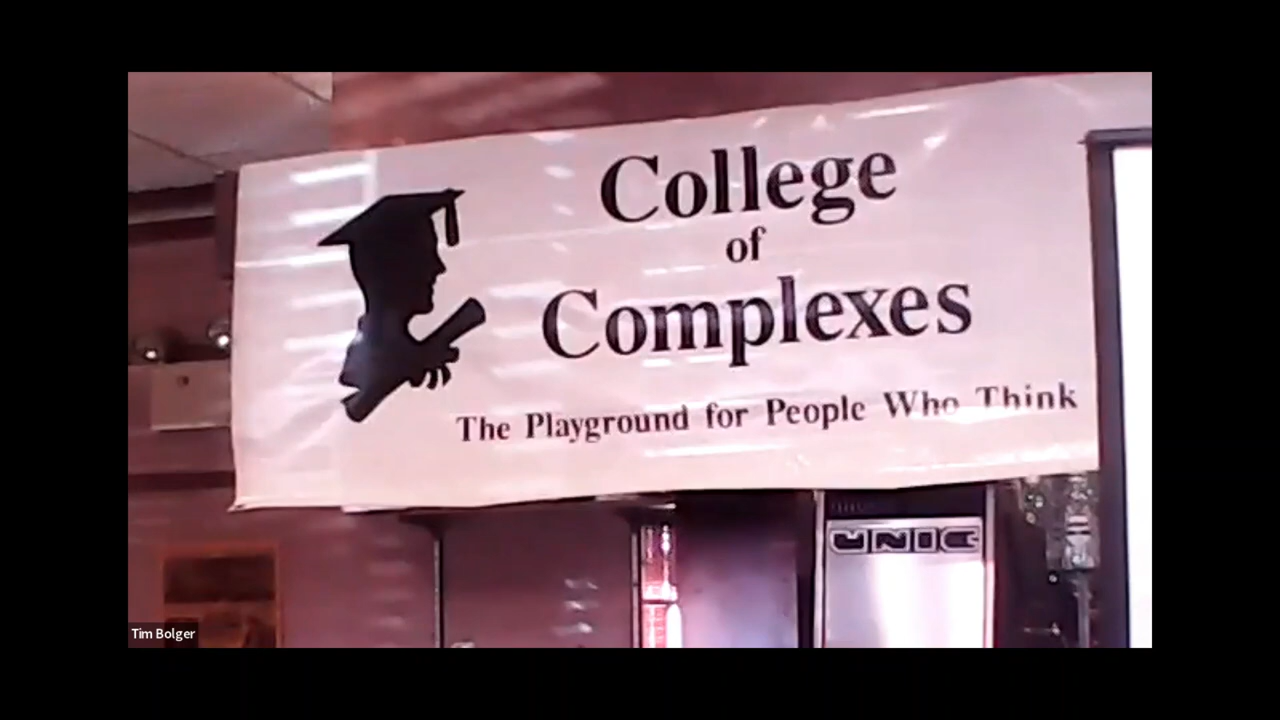 College
of
Complexes
The Playground for People Who Think
UNIC
Tim Bolger